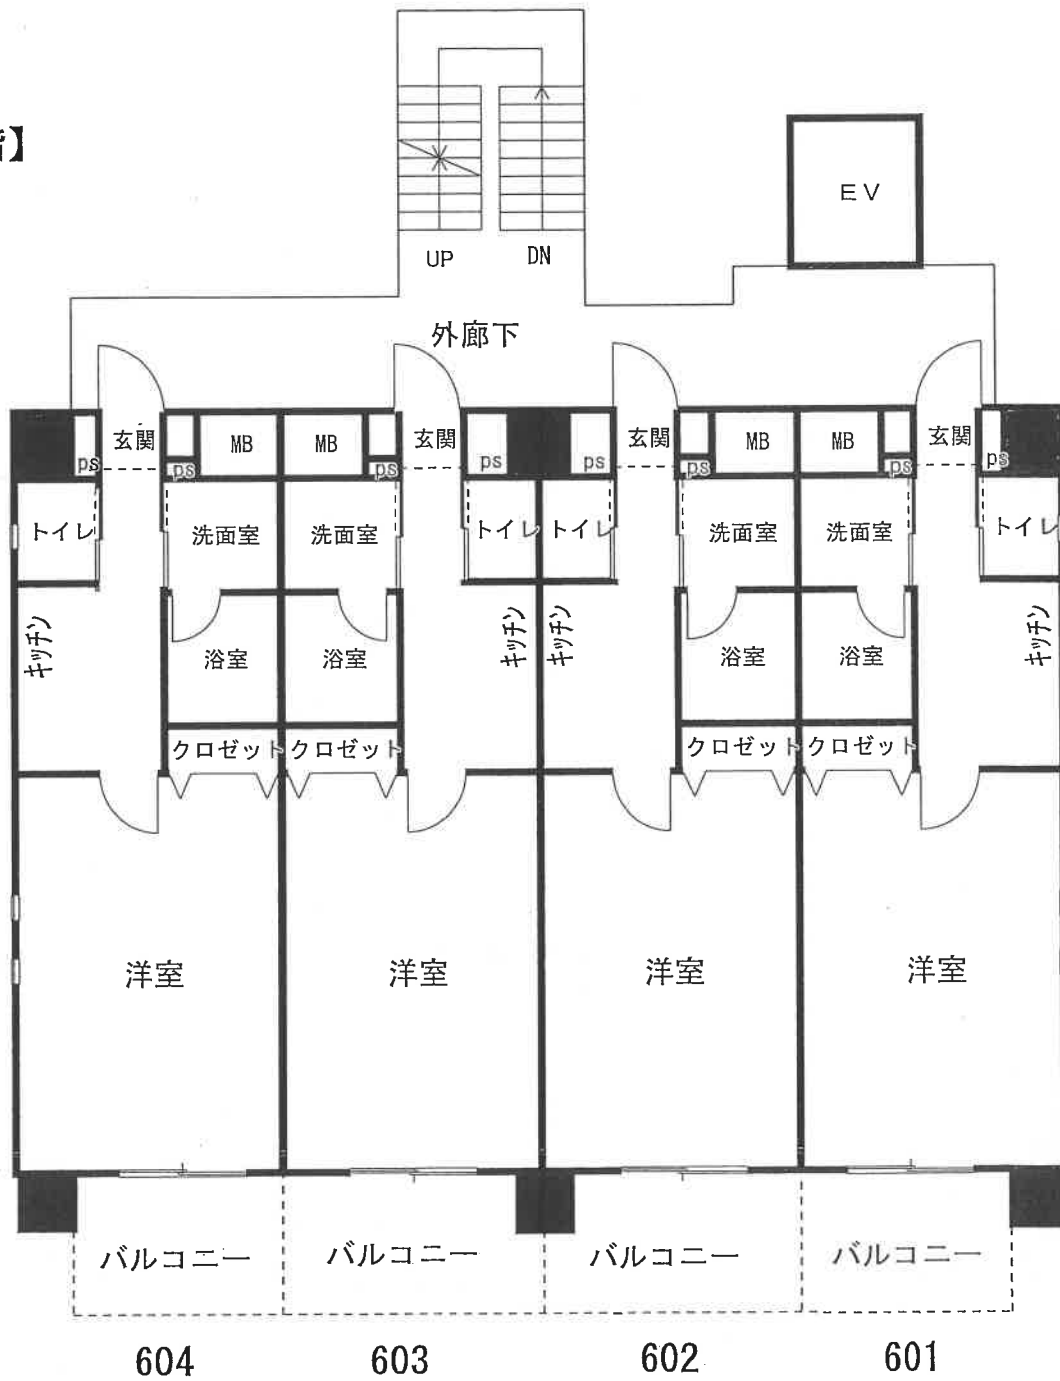 階】
EV
UP
DN
外廊下
ps
玄関
ps
MB
MB
ps
玄関
ps
ps
玄関
ps
MB
MB
ps
玄関
ps
トイレ
洗面室
洗面室
トイレ
トイレ
洗面室
洗面室
トイレ
キッチン
浴室
浴室
キッチン
キッチン
浴室
浴室
キッチン
クロゼット
クロゼット
クロゼット
クロゼット
洋室
洋室
洋室
洋室
バルコニー
バルコニー
バルコニー
バルコニー
604
603
602
601